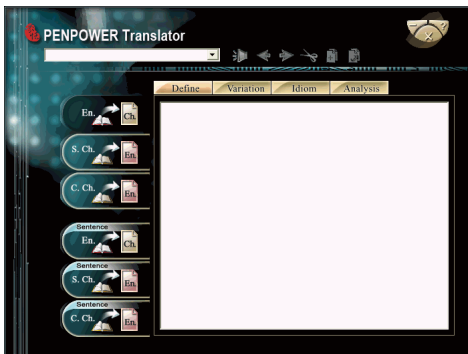 PENPOWER Translator
Define Variation Idiom Analysis
En. Ch.
S. Ch. En.
C. Ch. En.
Sentence
En. Ch.
Sentence
S. Ch. En.
Sentence
C. Ch. En.